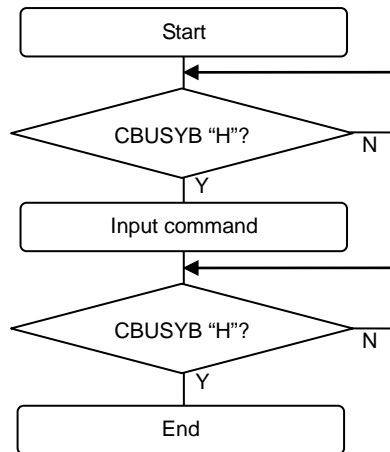 Start
CBUSYB “H”?
N
Y
Input command
CBUSYB “H”?
N
Y
End